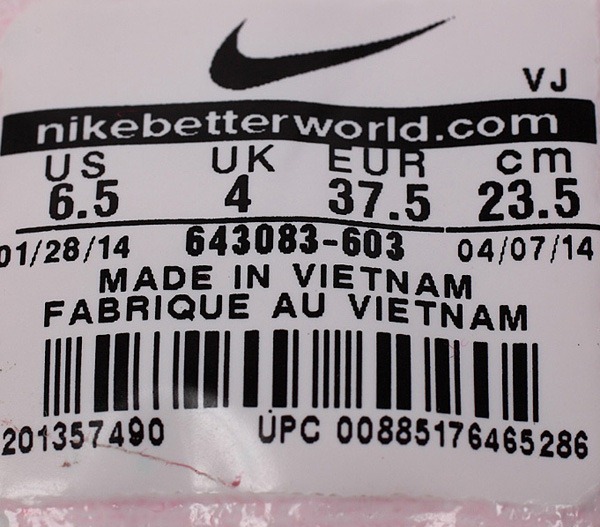 VJ
nikebetterworld.com
US UK EUR cm
6.5 4 37.5 23.5
01/28/14 643083-603 04/07/14
MADE IN VIETNAM
FABRIQUE AU VIETNAM
201357490 UPC 00885176465286